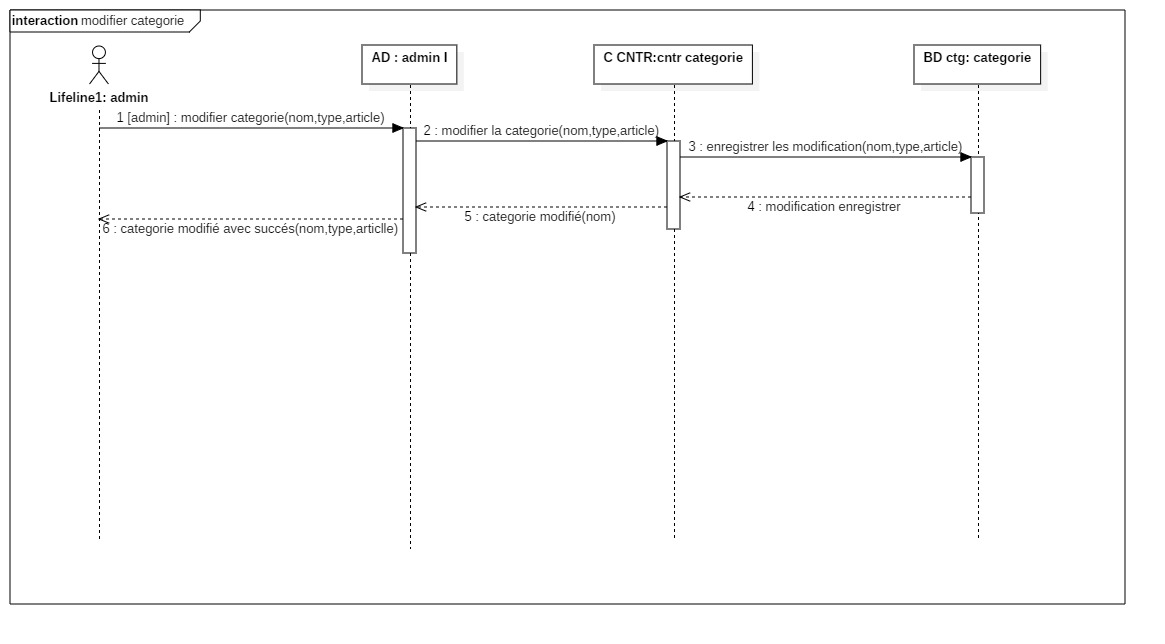 interaction modifier categorie
AD : admin I
C CNTR:cntr categorie
BD ctg: categorie
Lifeline1: admin
1 [admin] : modifier categorie(nom,type,article)
2 : modifier la categorie(nom,type,article)
3 : enregistrer les modification(nom,type,article)
4 : modification enregistrer
5 : categorie modifié(nom)
6 : categorie modifié avec succés(nom,type,articlle)